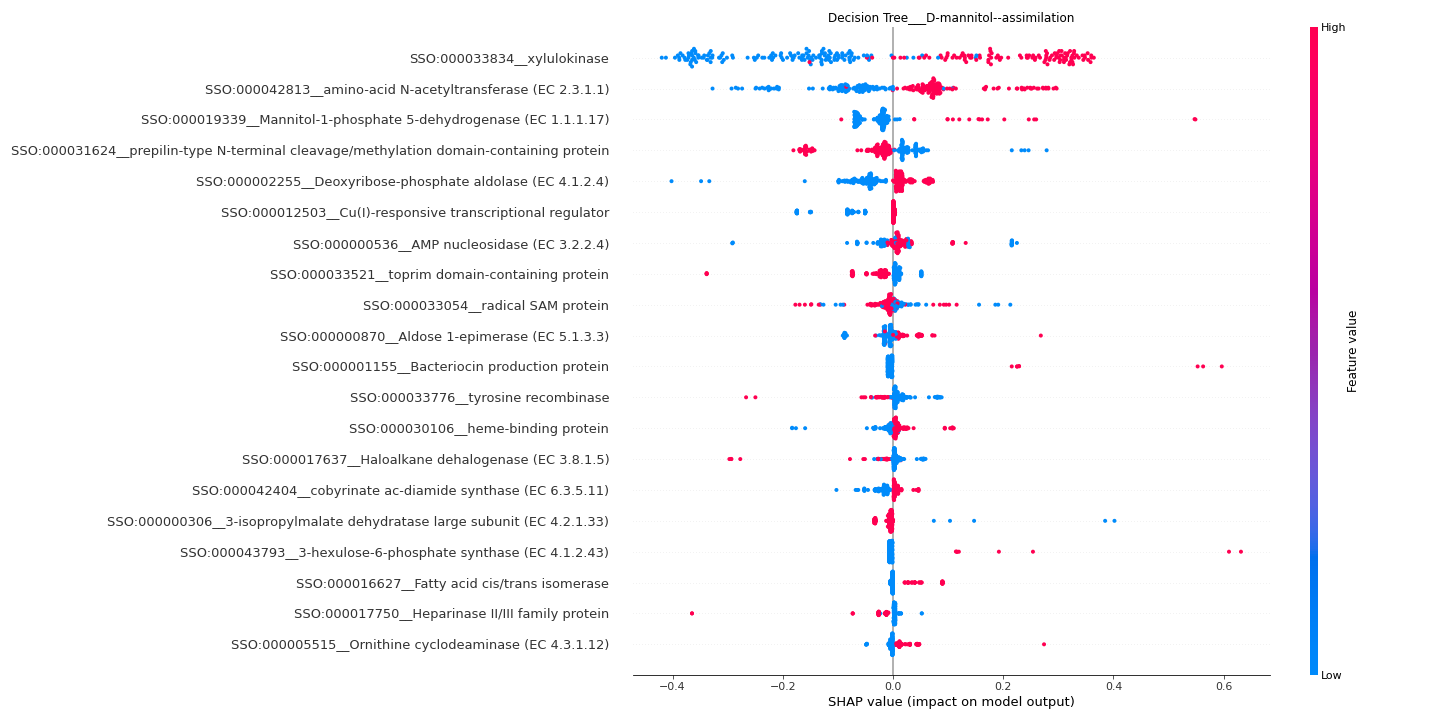 Decision Tree___D-mannitol--assimilation
High
SSO:000033834__xylulokinase
SSO:000042813__amino-acid N-acetyltransferase (EC 2.3.1.1)
SSO:000019339__Mannitol-1-phosphate 5-dehydrogenase (EC 1.1.1.17)
SSO:000031624__prepilin-type N-terminal cleavage/methylation domain-containing protein
SSO:000002255__Deoxyribose-phosphate aldolase (EC 4.1.2.4)
SSO:000012503__Cu(I)-responsive transcriptional regulator
SSO:000000536__AMP nucleosidase (EC 3.2.2.4)
SSO:000033521__toprim domain-containing protein
SSO:000033054__radical SAM protein
SSO:000000870__Aldose 1-epimerase (EC 5.1.3.3)
SSO:000001155__Bacteriocin production protein
SSO:000033776__tyrosine recombinase
SSO:000030106__heme-binding protein
SSO:000017637__Haloalkane dehalogenase (EC 3.8.1.5)
SSO:000042404__cobyrinate ac-diamide synthase (EC 6.3.5.11)
SSO:000000306__3-isopropylmalate dehydratase large subunit (EC 4.2.1.33)
SSO:000043793__3-hexulose-6-phosphate synthase (EC 4.1.2.43)
SSO:000016627__Fatty acid cis/trans isomerase
SSO:000017750__Heparinase II/III family protein
SSO:000005515__Ornithine cyclodeaminase (EC 4.3.1.12)
Feature value
Low
−0.4 −0.2 0.0 0.2 0.4 0.6
SHAP value (impact on model output)